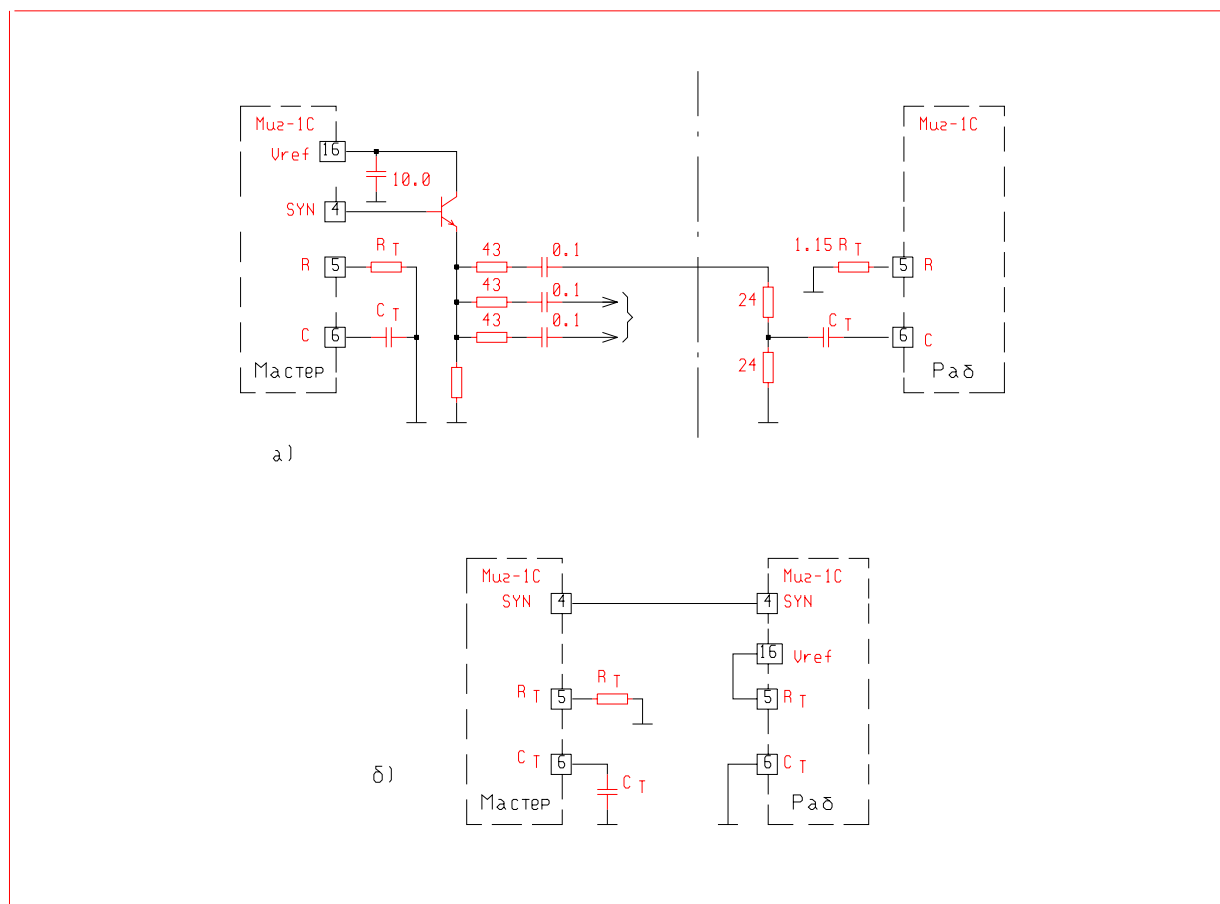 Миг-1С
Миг-1С
Vref
16
10.0
SYN
4
R
5
R T
43
0.1
1.15 R T
5
R
43
0.1
24
C
6
C T
43
0.1
C T
6
C
24
Мастер
Раб
а)
Миг-1С
Миг-1С
SYN
4
4
SYN
16
Vref
R T
5
R T
5
R T
C T
6
C T
6
C T
Мастер
Раб
б)